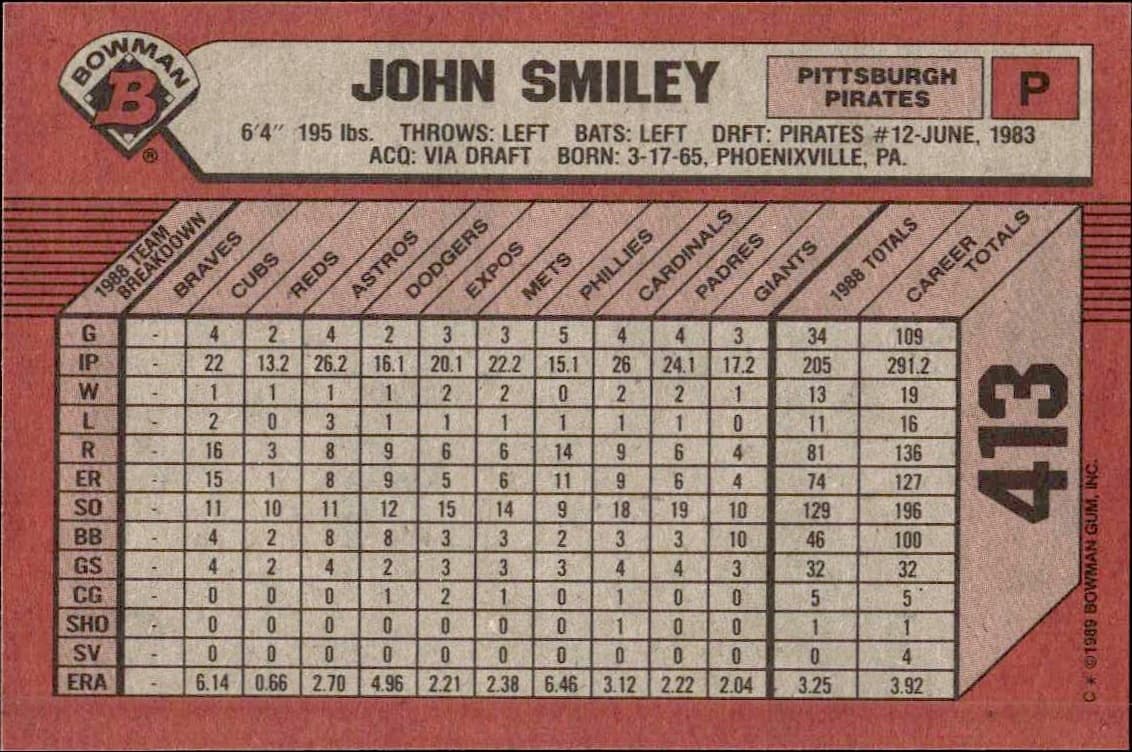 BOWMAN
B
®
JOHN SMILEY
PITTSBURGH
PIRATES
P
6'4" 195 lbs. THROWS: LEFT BATS: LEFT DRFT: PIRATES #12-JUNE, 1983
ACQ: VIA DRAFT BORN: 3-17-65, PHOENIXVILLE, PA.
1988 TEAM
BREAKDOWN
BRAVES
CUBS
REDS
ASTROS
DODGERS
EXPOS
METS
PHILLIES
CARDINALS
PADRES
GIANTS
1988 TOTALS
CAREER
TOTALS
G - 4 2 4 2 3 3 5 4 4 3 34 109
IP - 22 13.2 26.2 16.1 20.1 22.2 15.1 26 24.1 17.2 205 291.2
W - 1 1 1 1 2 2 0 2 2 1 13 19
L - 2 0 3 1 1 1 1 1 1 0 11 16
R - 16 3 8 9 6 6 14 9 6 4 81 136
ER - 15 1 8 9 5 6 11 9 6 4 74 127
SO - 11 10 11 12 15 14 9 18 19 10 129 196
BB - 4 2 8 8 3 3 2 3 3 10 46 100
GS - 4 2 4 2 3 3 3 4 4 3 32 32
CG - 0 0 0 1 2 1 0 1 0 0 5 5
SHO - 0 0 0 0 0 0 0 1 0 0 1 1
SV - 0 0 0 0 0 0 0 0 0 0 0 4
ERA - 6.14 0.66 2.70 4.96 2.21 2.38 6.46 3.12 2.22 2.04 3.25 3.92
413
C * ©1989 BOWMAN GUM, INC.